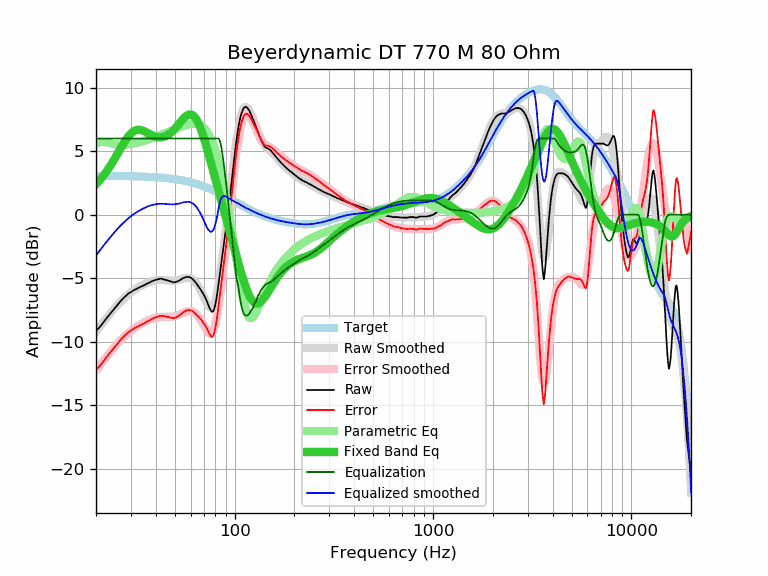 Beyerdynamic DT 770 M 80 Ohm
10
5
0
−5
−10
−15
−20
Amplitude (dBr)
Target
Raw Smoothed
Error Smoothed
Raw
Error
Parametric Eq
Fixed Band Eq
Equalization
Equalized smoothed
100
1000
10000
Frequency (Hz)